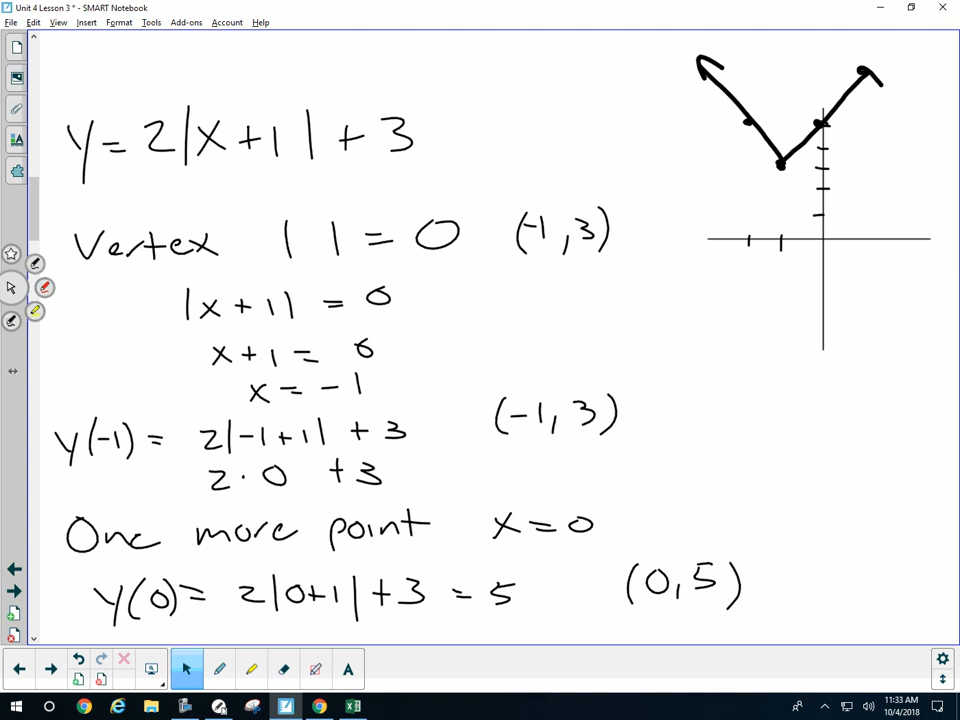 Unit 4 Lesson 3 * - SMART Notebook
File Edit View Insert Format Tools Add-ons Account Help
y = 2|x+1| + 3
Vertex | | = 0 (-1,3)
|x + 1| = 0
x + 1 = 0
x = -1
y(-1) = 2|-1+1| + 3 (-1,3)
2·0 + 3
One more point x = 0
y(0) = 2|0+1| + 3 = 5 (0,5)
A
11:33 AM
10/4/2018